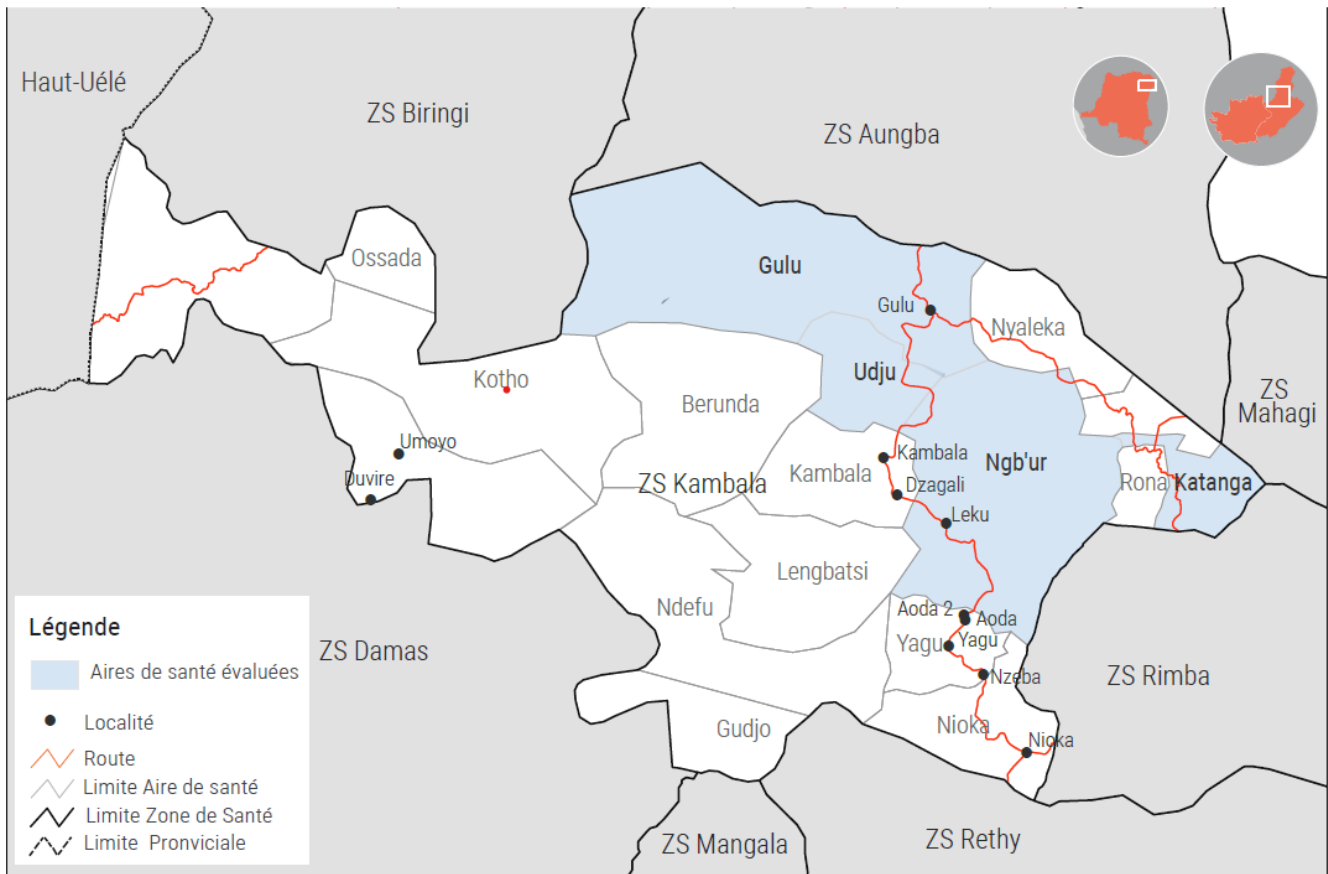 Haut-Uélé
ZS Biringi
ZS Aungba
Ossada
Gulu
Gulu
Nyaleka
Udju
Kotho
Berunda
ZS
Mahagi
Umoyo
Duvire
Kambala
Kambala
ZS Kambala
Dzagali
Ngb'ur
Rona
Katanga
Leku
Lengbatsi
Ndefu
Aoda 2
Aoda
Yagu
Yagu
Nzeba
ZS Damas
ZS Rimba
Gudjo
Nioka
Nioka
ZS Mangala
ZS Rethy
Légende
Aires de santé évaluées
Localité
Route
Limite Aire de santé
Limite Zone de Santé
Limite Pronviciale